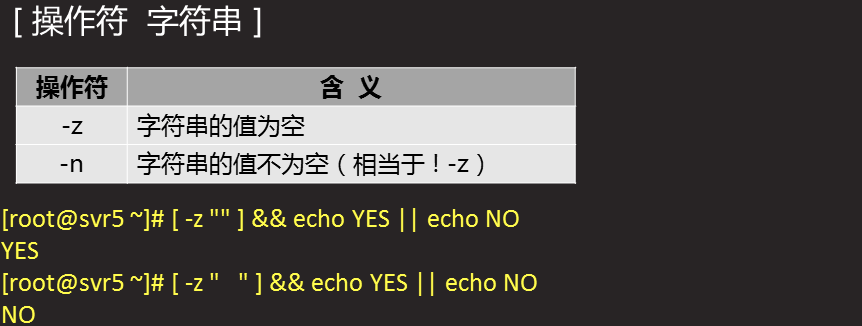 [ 操作符 字符串 ]
操作符 含 义
-z 字符串的值为空
-n 字符串的值不为空（相当于！-z）
[root@svr5 ~]# [ -z "" ] && echo YES || echo NO
YES
[root@svr5 ~]# [ -z "   " ] && echo YES || echo NO
NO